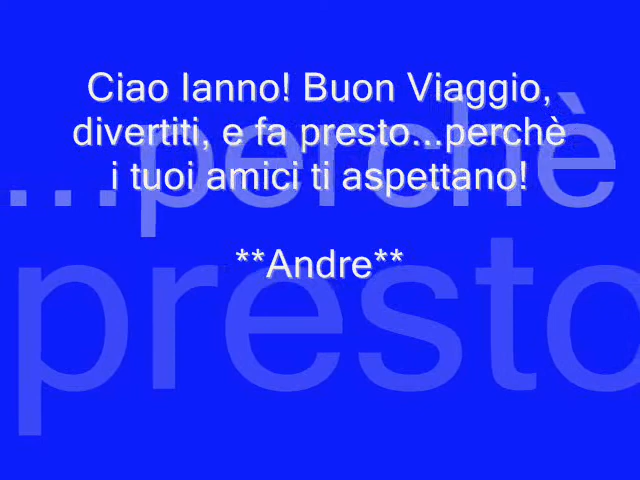 Ciao Ianno! Buon Viaggio,
divertiti, e fa presto...perchè
i tuoi amici ti aspettano!
**Andre**
...perchè
presto